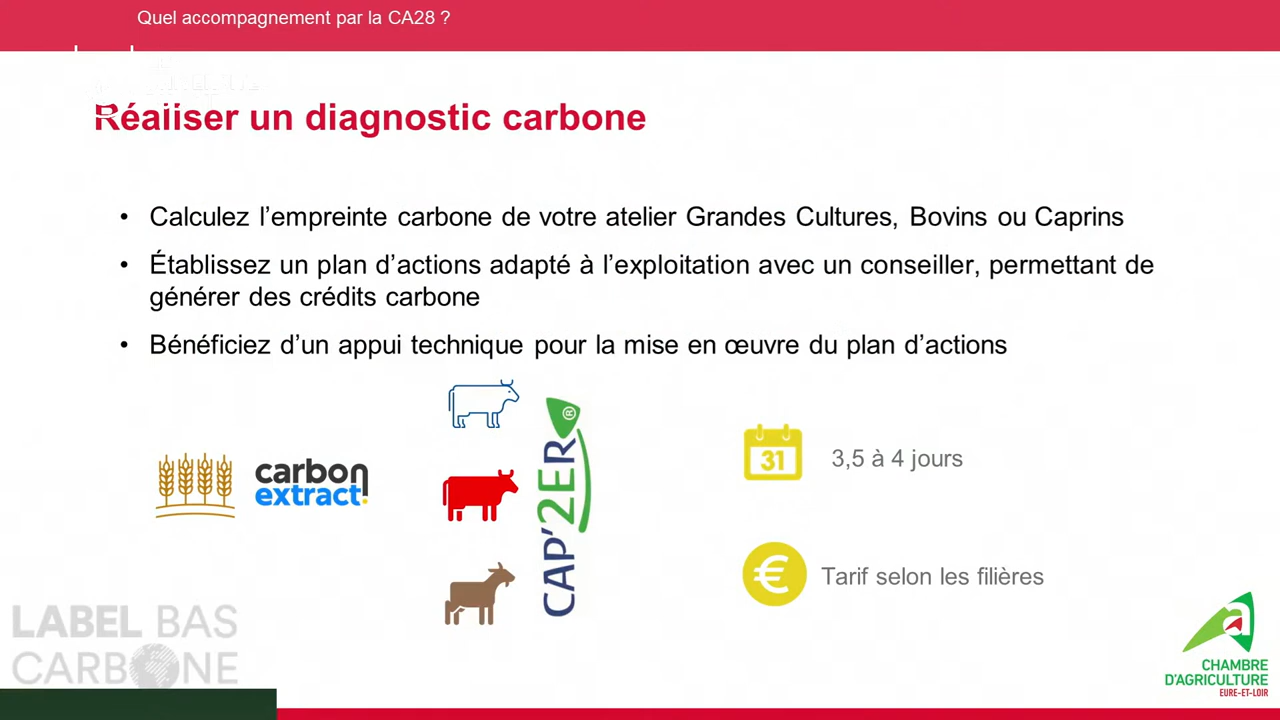 Quel accompagnement par la CA28 ?
Réaliser un diagnostic carbone
• Calculez l’empreinte carbone de votre atelier Grandes Cultures, Bovins ou Caprins
• Établissez un plan d’actions adapté à l’exploitation avec un conseiller, permettant de
générer des crédits carbone
• Bénéficiez d’un appui technique pour la mise en œuvre du plan d’actions
carbon
extract.
CAP’2ER®
31
3,5 à 4 jours
€
Tarif selon les filières
LABEL BAS
CARBONE
a
CHAMBRE
D'AGRICULTURE
EURE-ET-LOIR